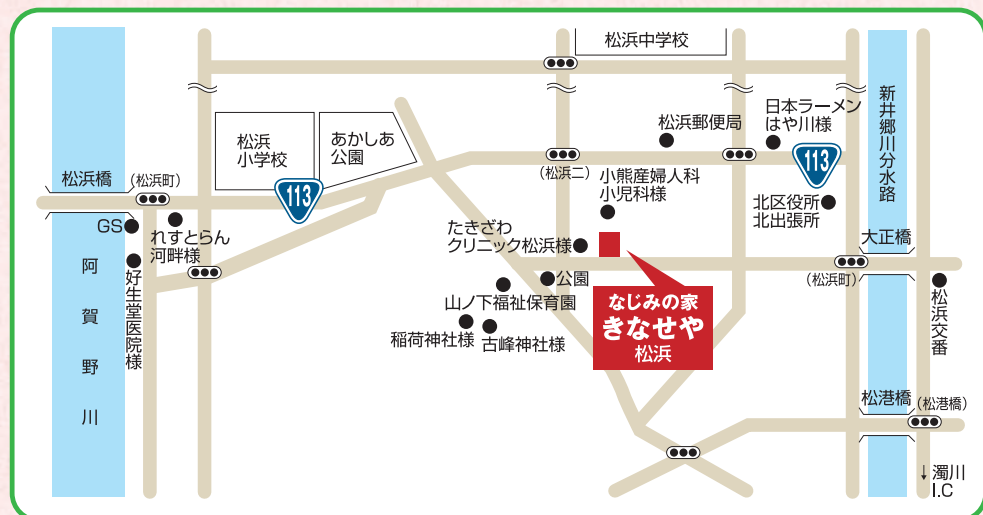 松浜中学校
新井郷川分水路
日本ラーメン
はや川様
松浜郵便局
松浜
小学校
あかしあ
公園
113
(松浜二)
小熊産婦人科
小児科様
松浜橋
(松浜町)
113
北区役所
北出張所
GS
れすとらん
河畔様
たきざわ
クリニック松浜様
大正橋
(松浜町)
阿賀野川
好生堂医院様
公園
山ノ下福祉保育園
なじみの家
きなせや
松浜
松浜交番
稲荷神社様
古峰神社様
松港橋
(松港橋)
↓濁川
I.C